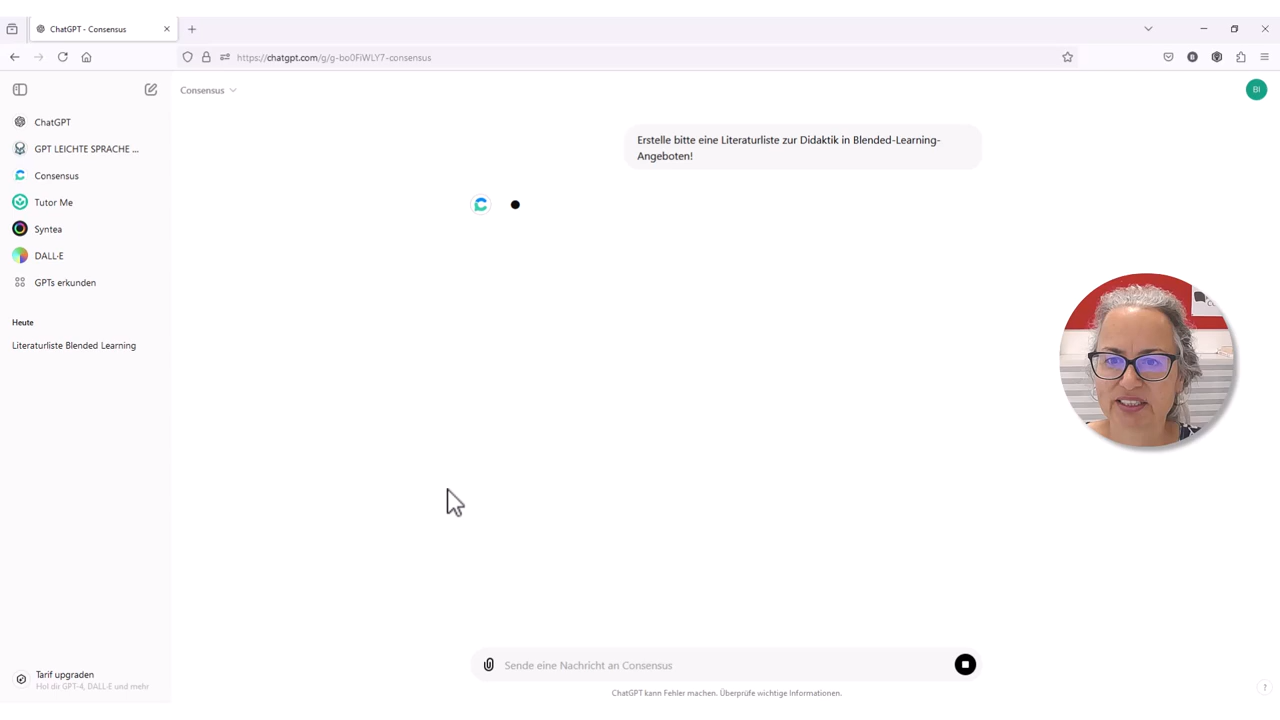 ChatGPT - Consensus
https://chatgpt.com/g/g-bo0FiWLY7-consensus
Consensus
BI
ChatGPT
GPT LEICHTE SPRACHE ...
Consensus
Tutor Me
Syntea
DALL·E
GPTs erkunden
Heute
Literaturliste Blended Learning
Erstelle bitte eine Literaturliste zur Didaktik in Blended-Learning-
Angeboten!
Tarif upgraden
Hol dir GPT-4, DALL·E und mehr
Sende eine Nachricht an Consensus
ChatGPT kann Fehler machen. Überprüfe wichtige Informationen.
?